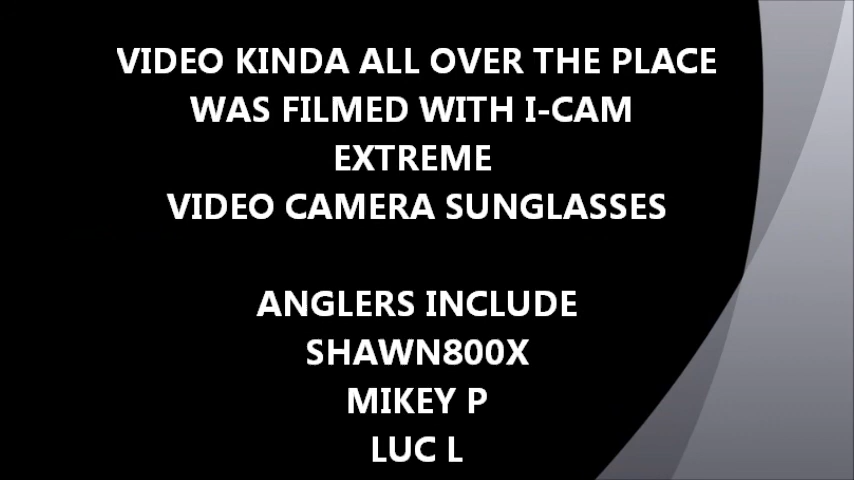 VIDEO KINDA ALL OVER THE PLACE
WAS FILMED WITH I-CAM
EXTREME
VIDEO CAMERA SUNGLASSES
ANGLERS INCLUDE
SHAWN800X
MIKEY P
LUC L